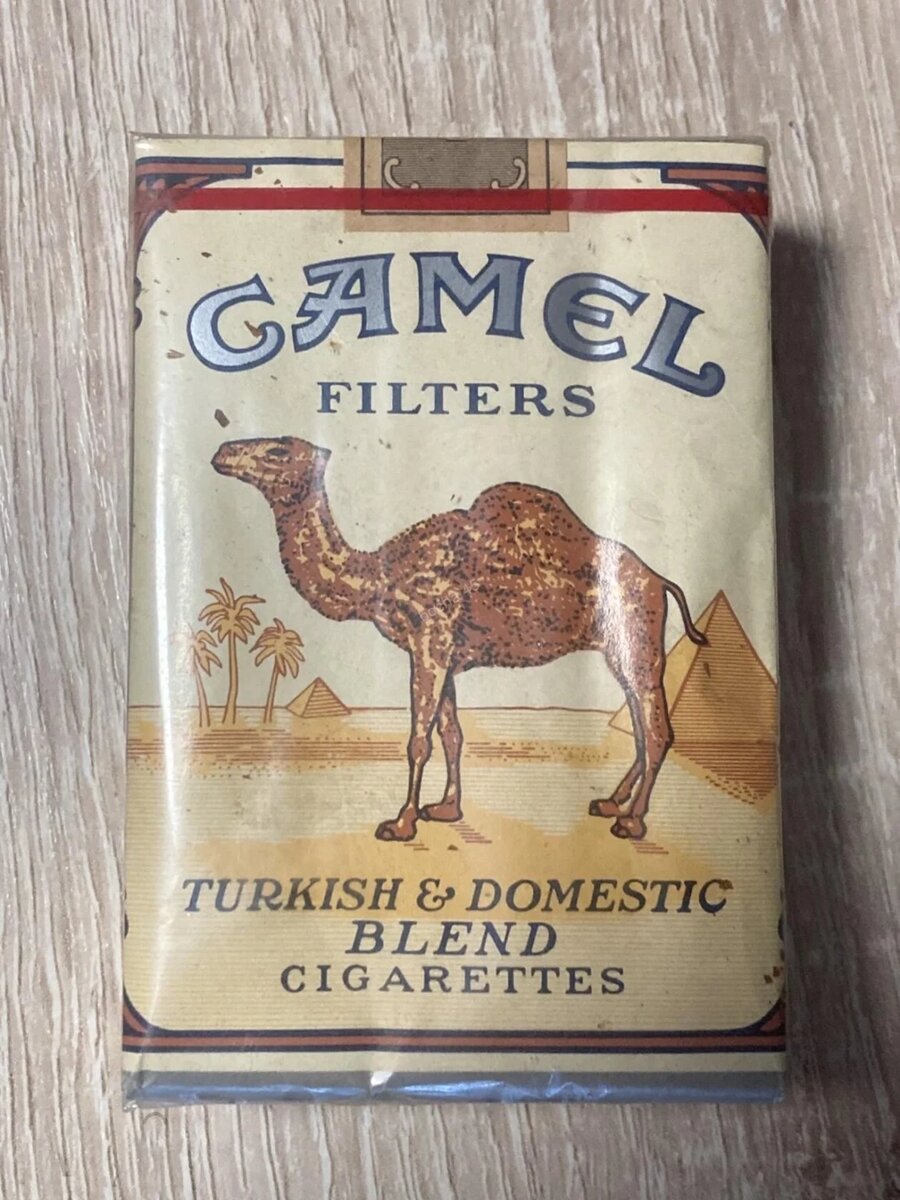 CAMEL
FILTERS
TURKISH & DOMESTIC
BLEND
CIGARETTES